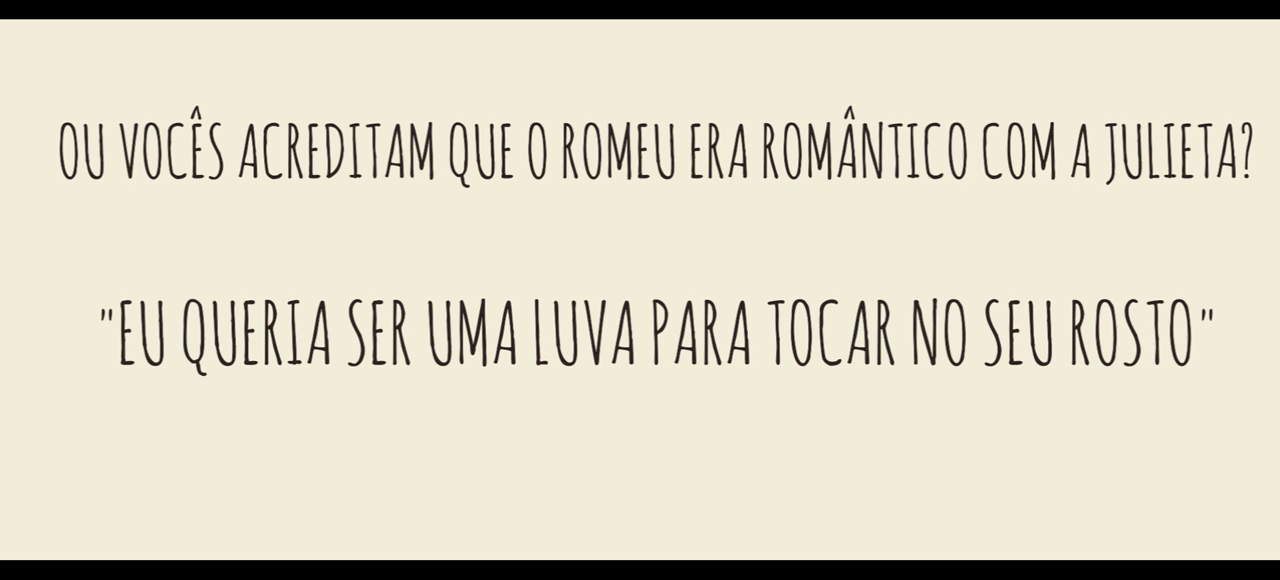 OU VOCÊS ACREDITAM QUE O ROMEU ERA ROMÂNTICO COM A JULIETA?
"EU QUERIA SER UMA LUVA PARA TOCAR NO SEU ROSTO"